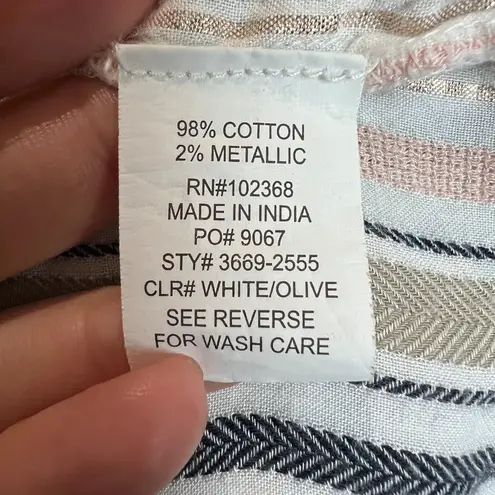 98% COTTON
2% METALLIC
RN#102368
MADE IN INDIA
PO# 9067
STY# 3669-2555
CLR# WHITE/OLIVE
SEE REVERSE
FOR WASH CARE